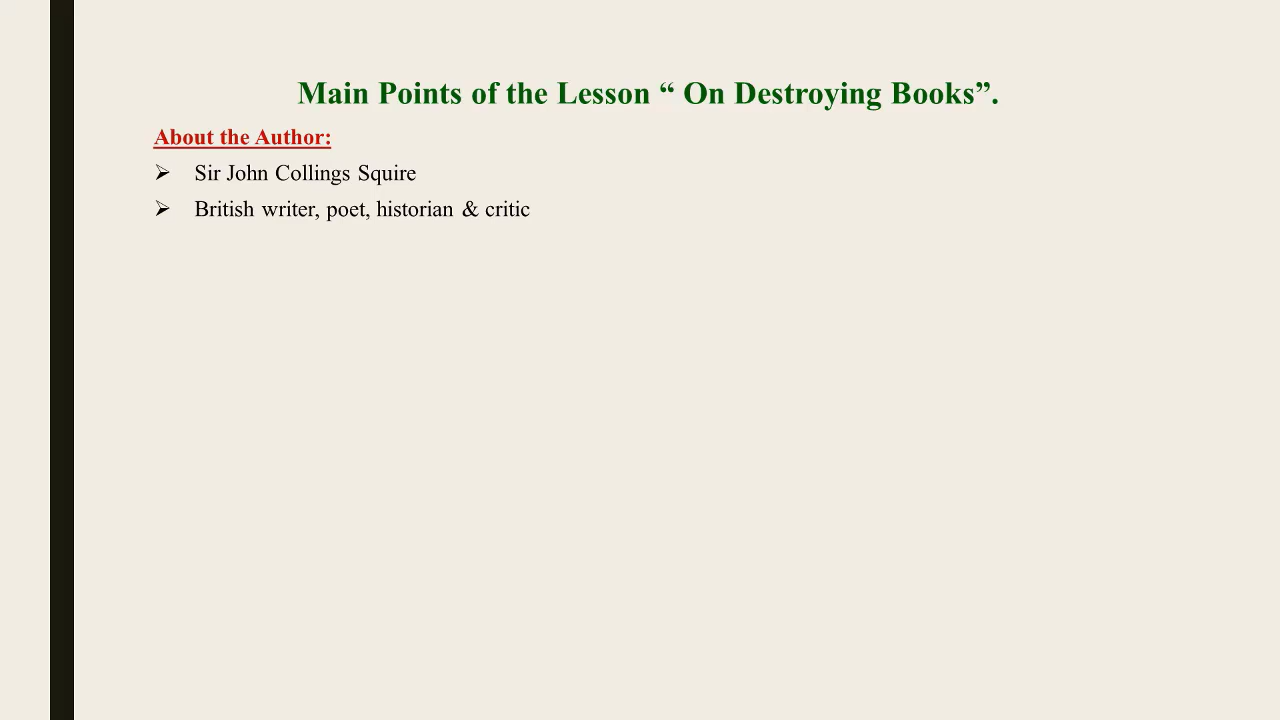 Main Points of the Lesson “ On Destroying Books”.
About the Author:
➢ Sir John Collings Squire
➢ British writer, poet, historian & critic